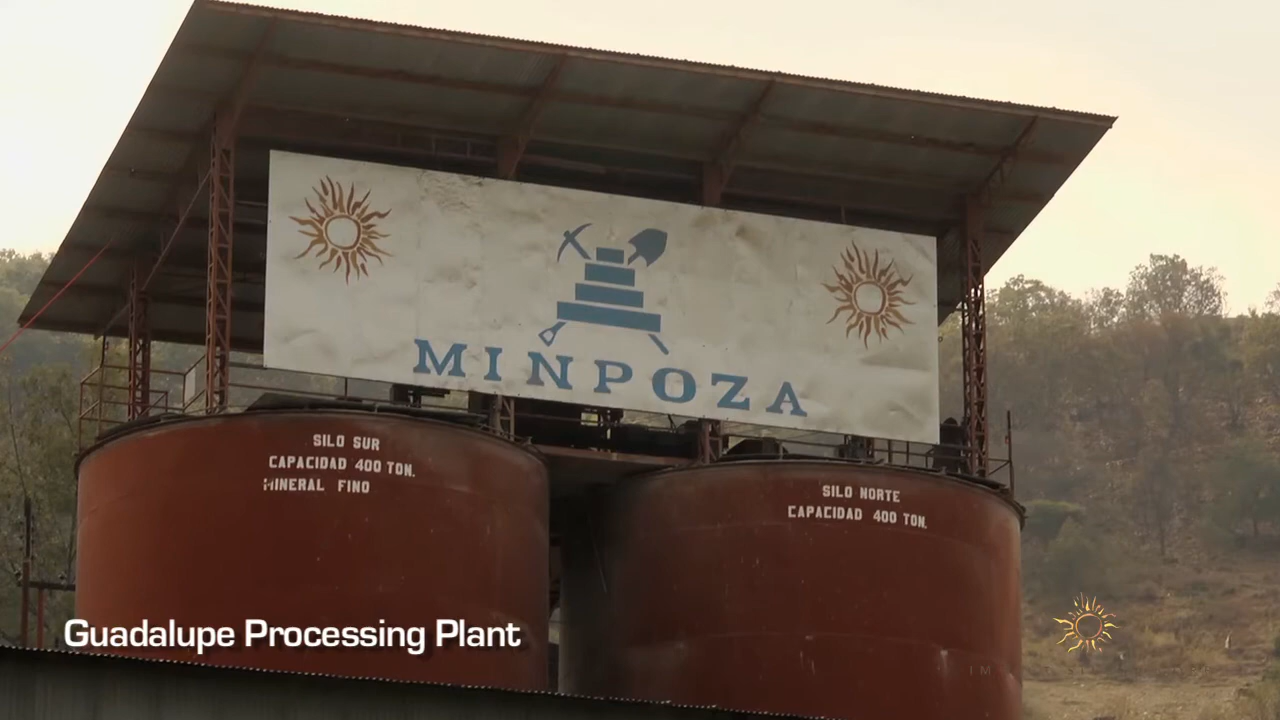 MINPOZA
SILO SUR
CAPACIDAD 400 TON.
MINERAL FINO
SILO NORTE
CAPACIDAD 400 TON.
Guadalupe Processing Plant